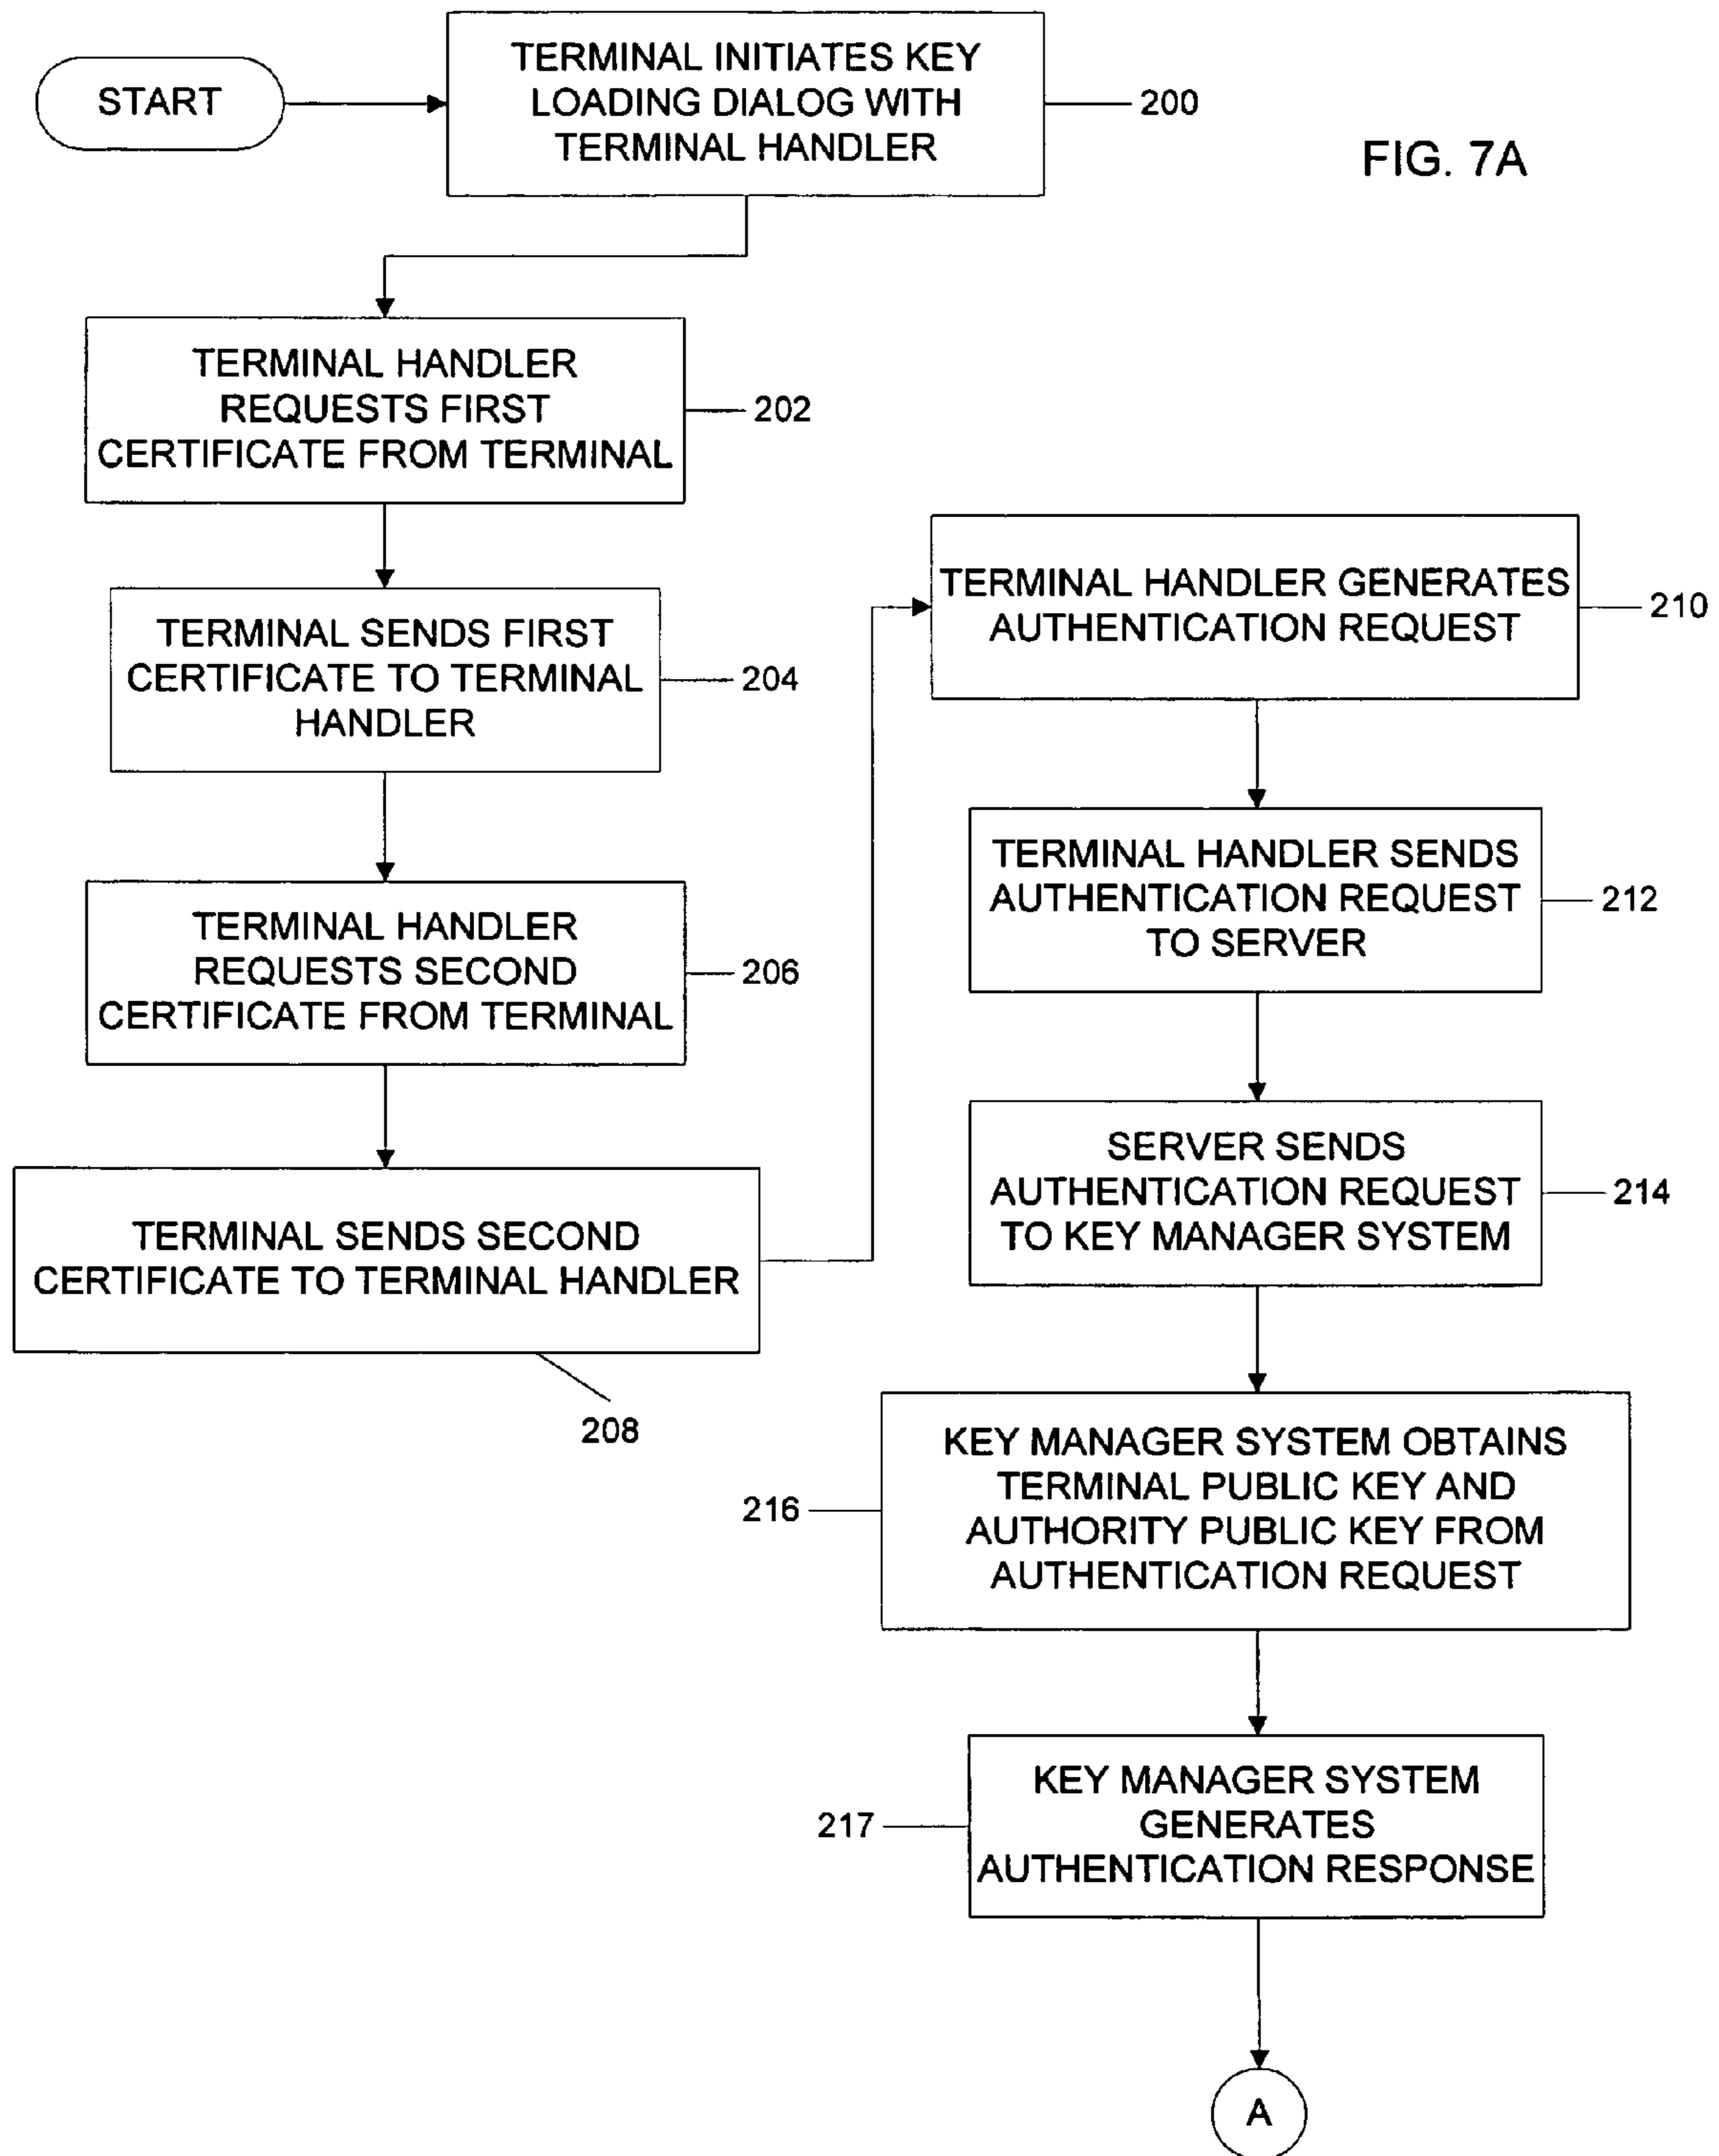 START
TERMINAL INITIATES KEY
LOADING DIALOG WITH
TERMINAL HANDLER
200
FIG. 7A
TERMINAL HANDLER
REQUESTS FIRST
CERTIFICATE FROM TERMINAL
202
TERMINAL SENDS FIRST
CERTIFICATE TO TERMINAL
HANDLER
204
TERMINAL HANDLER
REQUESTS SECOND
CERTIFICATE FROM TERMINAL
206
TERMINAL SENDS SECOND
CERTIFICATE TO TERMINAL HANDLER
208
TERMINAL HANDLER GENERATES
AUTHENTICATION REQUEST
210
TERMINAL HANDLER SENDS
AUTHENTICATION REQUEST
TO SERVER
212
SERVER SENDS
AUTHENTICATION REQUEST
TO KEY MANAGER SYSTEM
214
KEY MANAGER SYSTEM OBTAINS
TERMINAL PUBLIC KEY AND
AUTHORITY PUBLIC KEY FROM
AUTHENTICATION REQUEST
216
KEY MANAGER SYSTEM
GENERATES
AUTHENTICATION RESPONSE
217
A